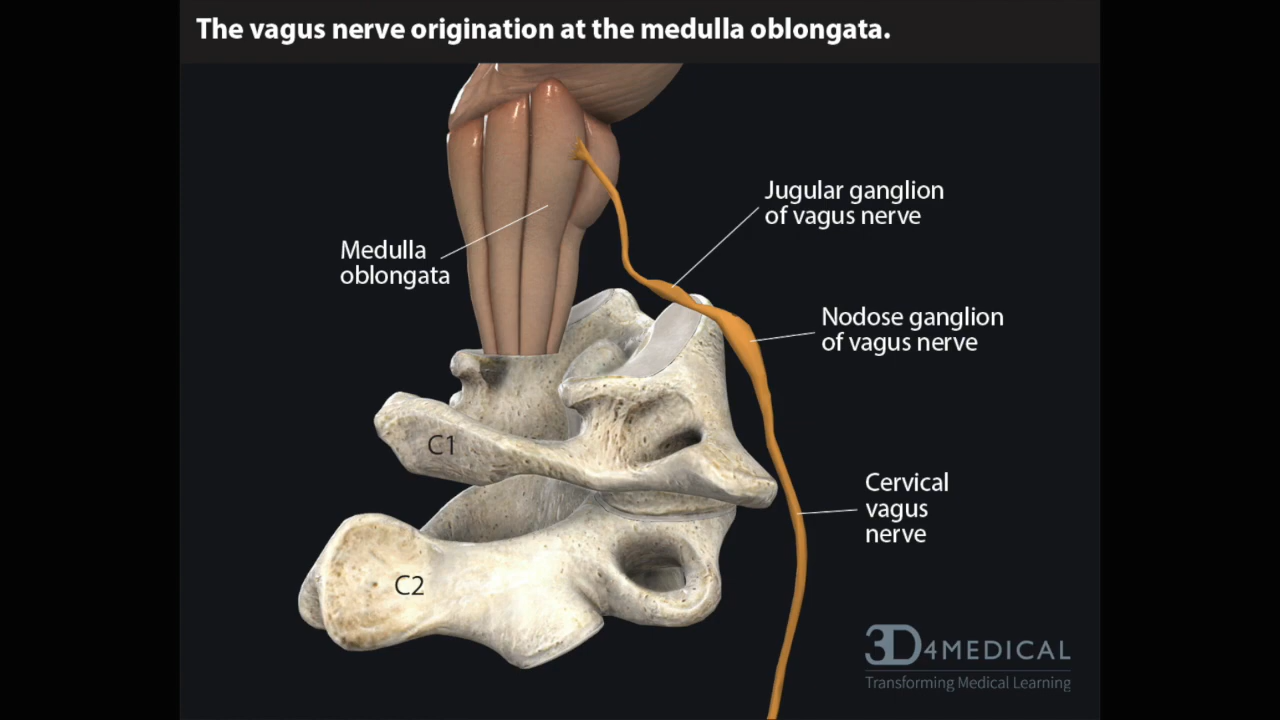 The vagus nerve origination at the medulla oblongata.
Jugular ganglion
of vagus nerve
Medulla
oblongata
Nodose ganglion
of vagus nerve
C1
Cervical
vagus
nerve
C2
3D4MEDICAL
Transforming Medical Learning